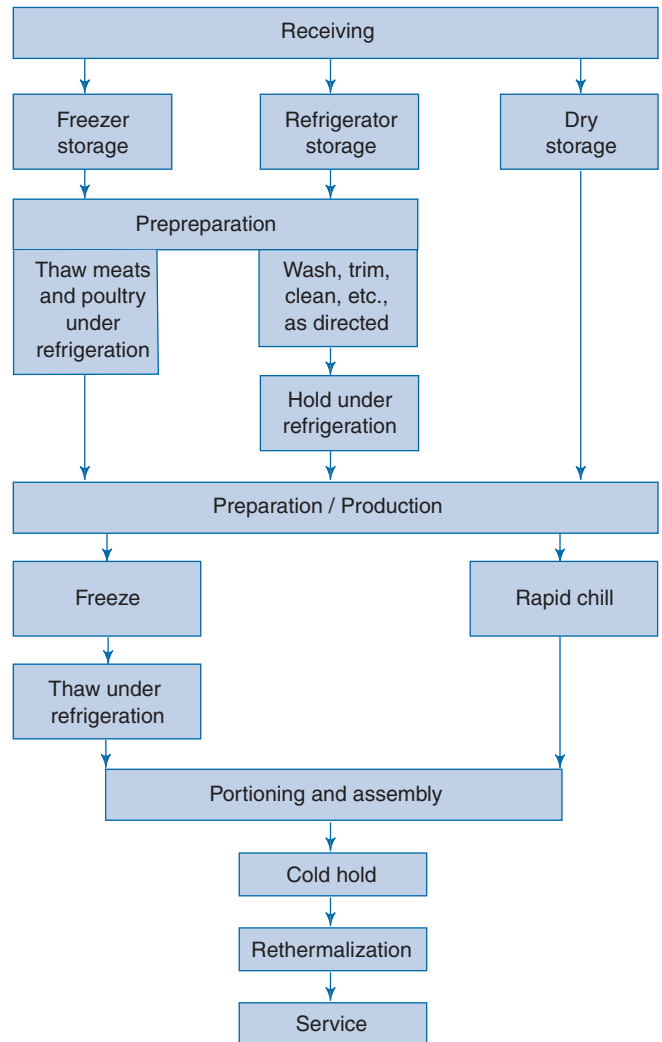 Receiving
Freezer
storage
Refrigerator
storage
Dry
storage
Prepreparation
Thaw meats
and poultry
under
refrigeration
Wash, trim,
clean, etc.,
as directed
Hold under
refrigeration
Preparation / Production
Freeze
Rapid chill
Thaw under
refrigeration
Portioning and assembly
Cold hold
Rethermalization
Service